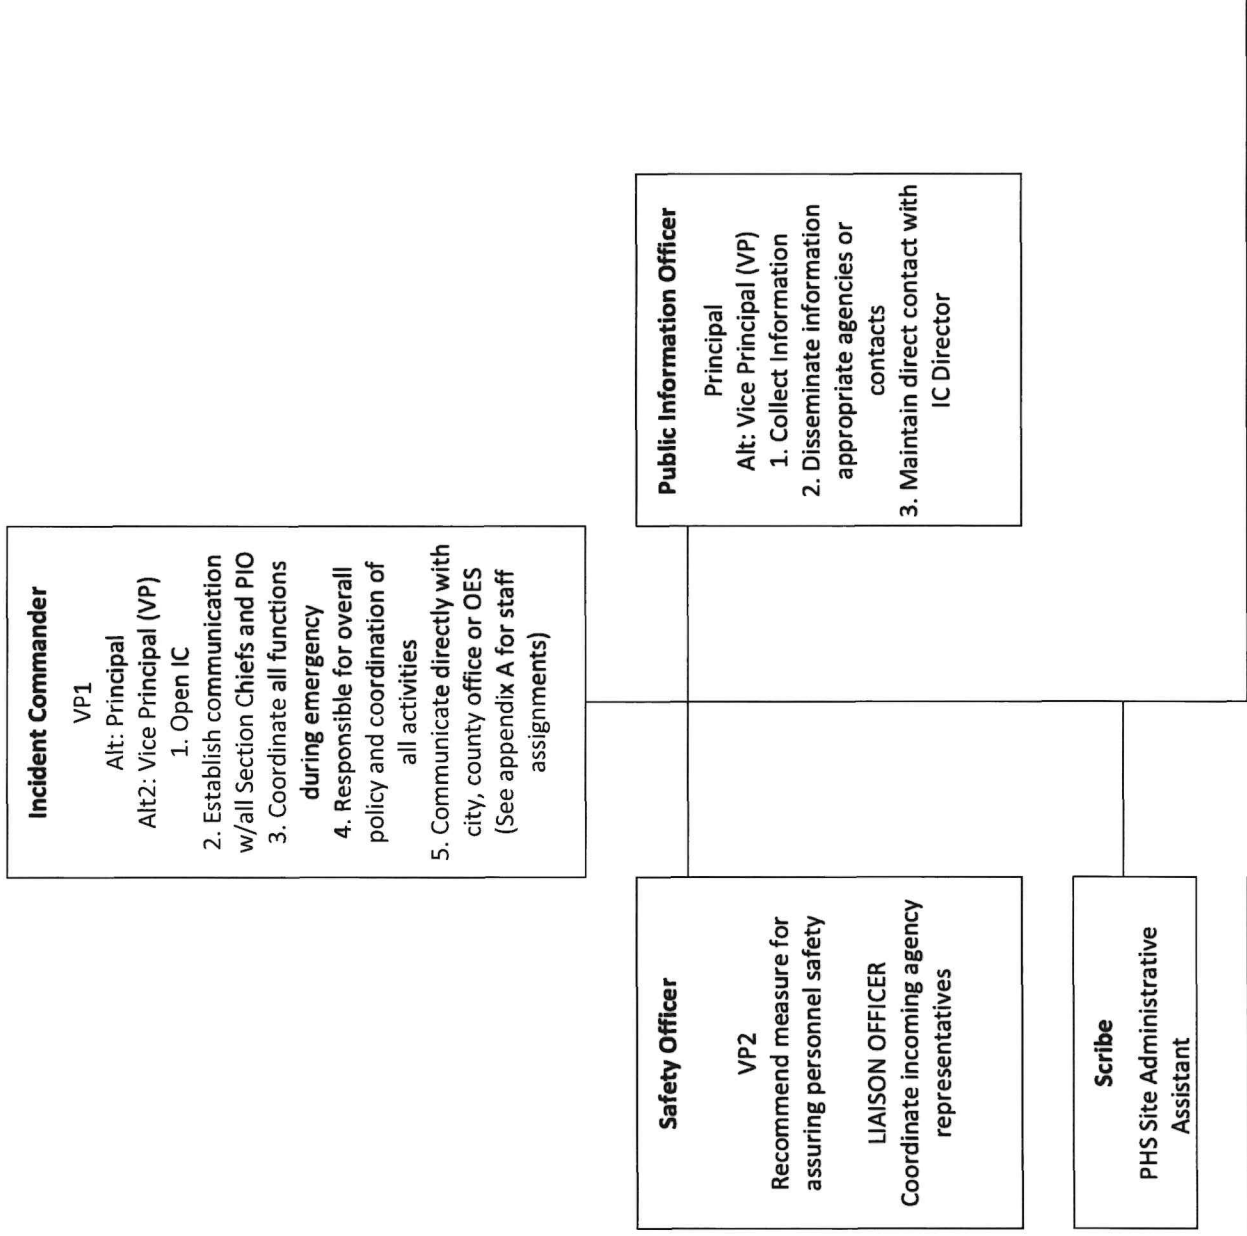 Incident Commander
VP1
Alt: Principal
Alt2: Vice Principal (VP)
1. Open IC
2. Establish communication
w/all Section Chiefs and PIO
3. Coordinate all functions
during emergency
4. Responsible for overall
policy and coordination of
all activities
5. Communicate directly with
city, county office or OES
(See appendix A for staff
assignments)
Safety Officer
VP2
Recommend measure for
assuring personnel safety
LIAISON OFFICER
Coordinate incoming agency
representatives
Public Information Officer
Principal
Alt: Vice Principal (VP)
1. Collect Information
2. Disseminate information
appropriate agencies or
contacts
3. Maintain direct contact with
IC Director
Scribe
PHS Site Administrative
Assistant